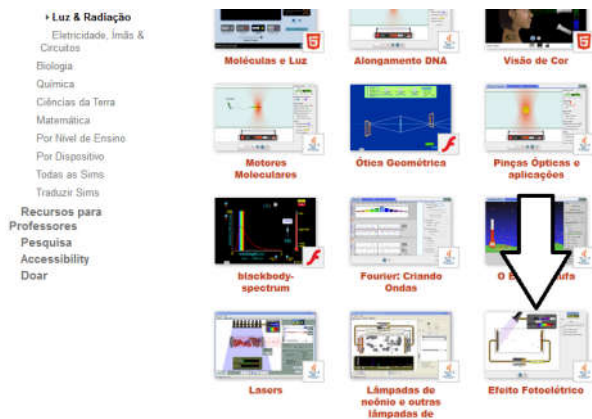 Luz & Radiação
Eletricidade, Ímãs &
Circuitos
Biologia
Química
Ciências da Terra
Matemática
Por Nível de Ensino
Por Dispositivo
Todas as Sims
Traduzir Sims
Recursos para
Professores
Pesquisa
Accessibility
Doar
Moléculas e Luz
Alongamento DNA
Visão de Cor
Motores
Moleculares
Ótica Geométrica
Pinças Ópticas e
aplicações
blackbody-
spectrum
Fourier: Criando
Ondas
O E
ufa
Lasers
Lâmpadas de
neônio e outras
lâmpadas de
Efeito Fotoelétrico